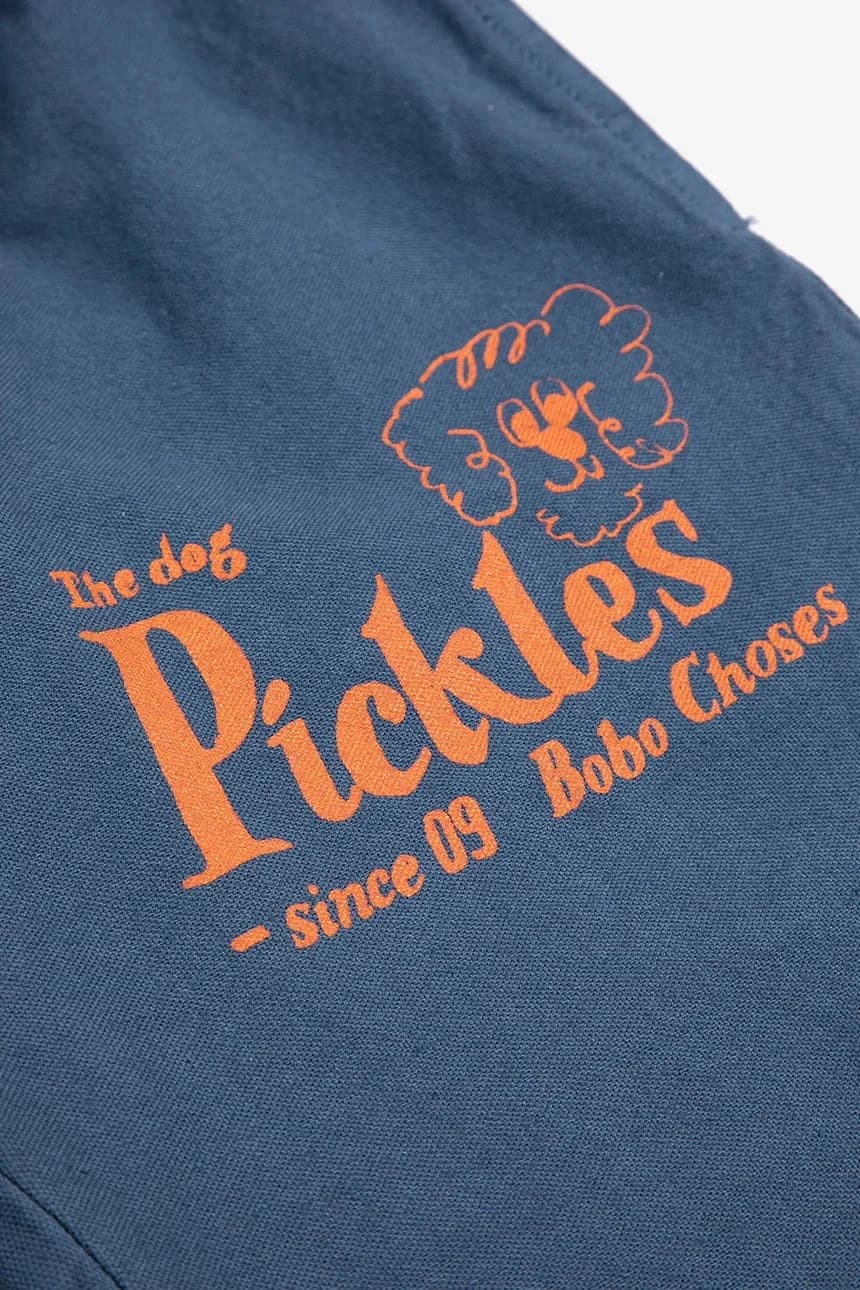 The dog
Pickles
- since 09 Bobo Choses